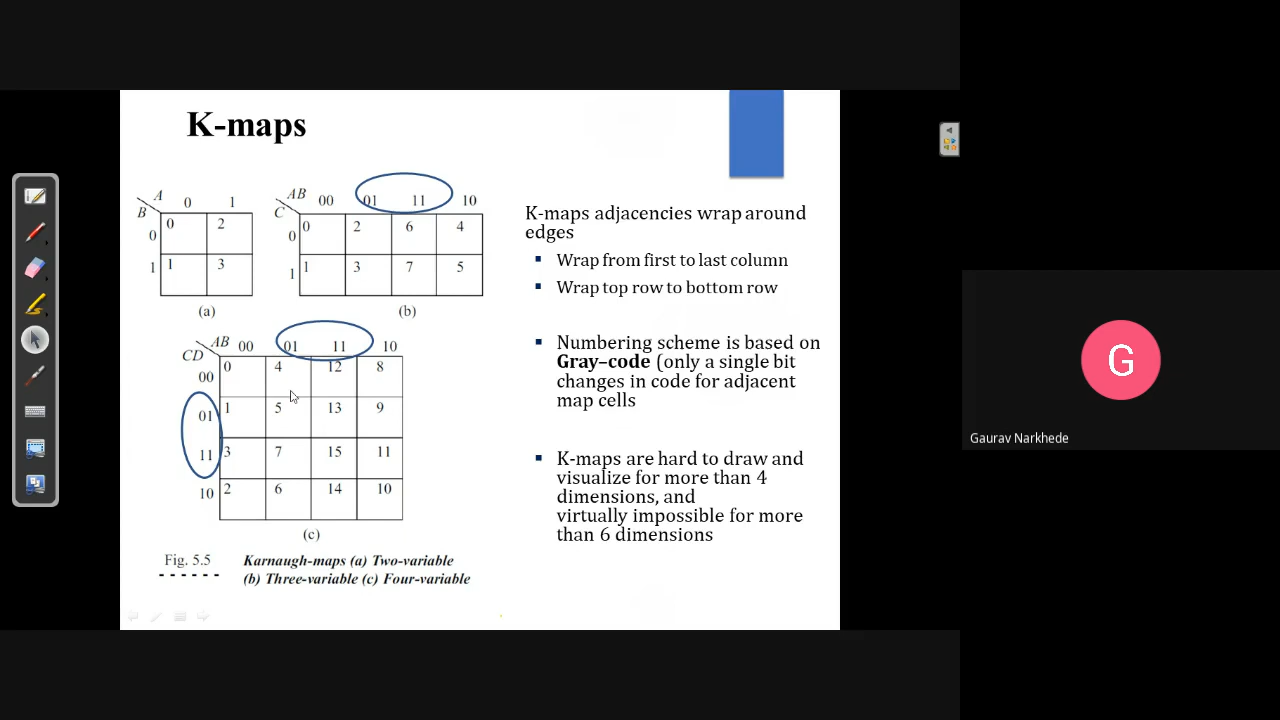 K-maps
A 0 1
B
0 0 2
1 1 3
(a)
AB 00 01 11 10
C
0 0 2 6 4
1 1 3 7 5
(b)
AB 00 01 11 10
CD
00 0 4 12 8
01 1 5 13 9
11 3 7 15 11
10 2 6 14 10
(c)
Fig. 5.5 Karnaugh-maps (a) Two-variable
(b) Three-variable (c) Four-variable
K-maps adjacencies wrap around
edges
▪ Wrap from first to last column
▪ Wrap top row to bottom row
▪ Numbering scheme is based on
Gray–code (only a single bit
changes in code for adjacent
map cells
▪ K-maps are hard to draw and
visualize for more than 4
dimensions, and
virtually impossible for more
than 6 dimensions
G
Gaurav Narkhede